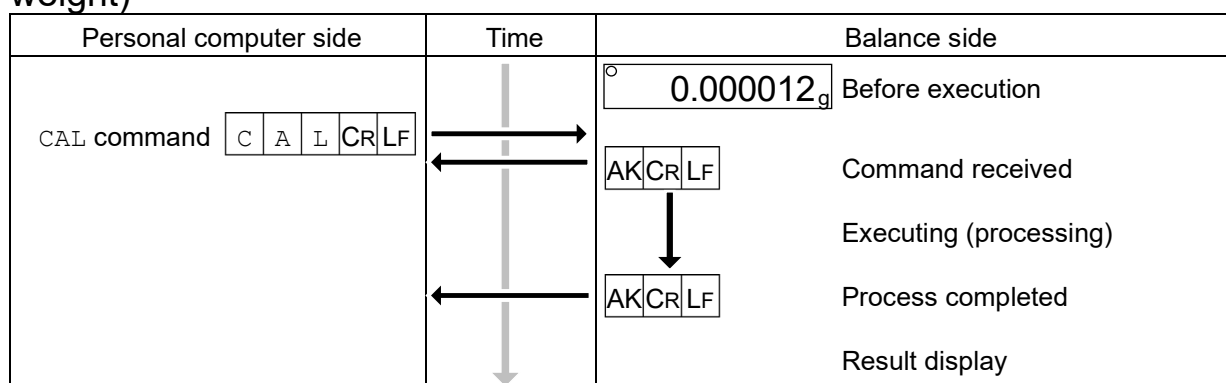 weight)
Personal computer side Time Balance side
0.000012 g Before execution
CAL command C A L CR LF
AK CR LF Command received
Executing (processing)
AK CR LF Process completed
Result display